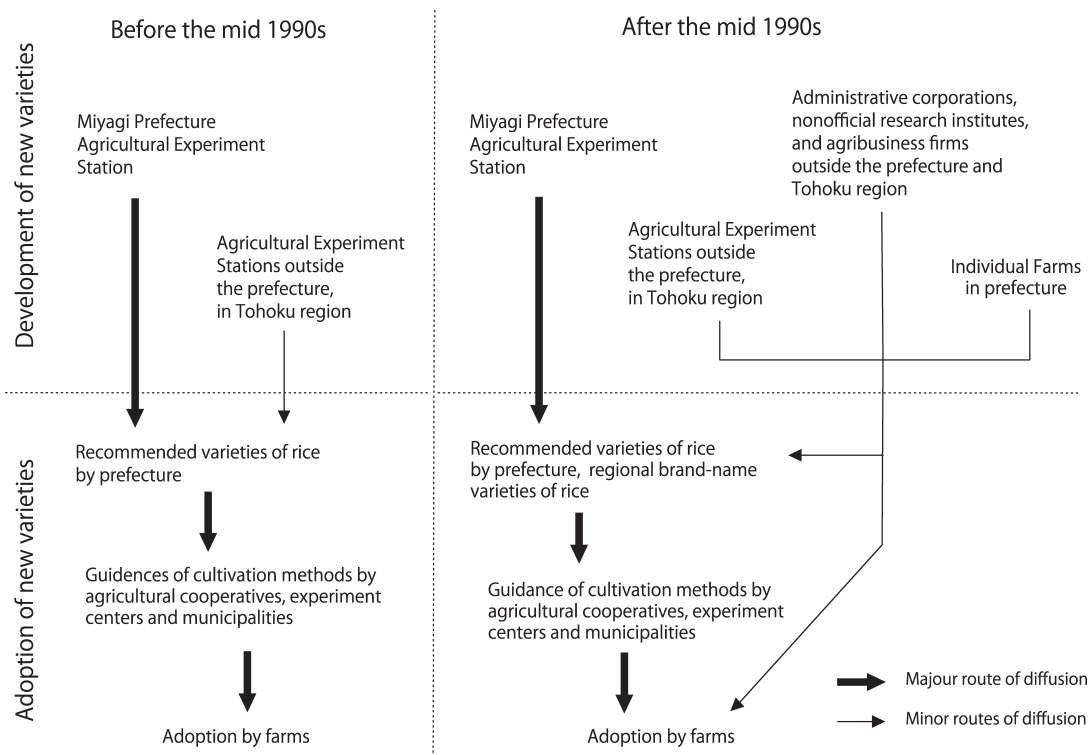 Before the mid 1990s
After the mid 1990s
Development of new varieties
Adoption of new varieties
Miyagi Prefecture
Agricultural Experiment
Station
Agricultural Experiment
Stations outside
the prefecture,
in Tohoku region
Recommended varieties of rice
by prefecture
Guidences of cultivation methods by
agricultural cooperatives, experiment
centers and municipalities
Adoption by farms
Miyagi Prefecture
Agricultural Experiment
Station
Administrative corporations,
nonofficial research institutes,
and agribusiness firms
outside the prefecture and
Tohoku region
Agricultural Experiment
Stations outside
the prefecture,
in Tohoku region
Individual Farms
in prefecture
Recommended varieties of rice
by prefecture, regional brand-name
varieties of rice
Guidance of cultivation methods by
agricultural cooperatives, experiment
centers and municipalities
Adoption by farms
Majour route of diffusion
Minor routes of diffusion